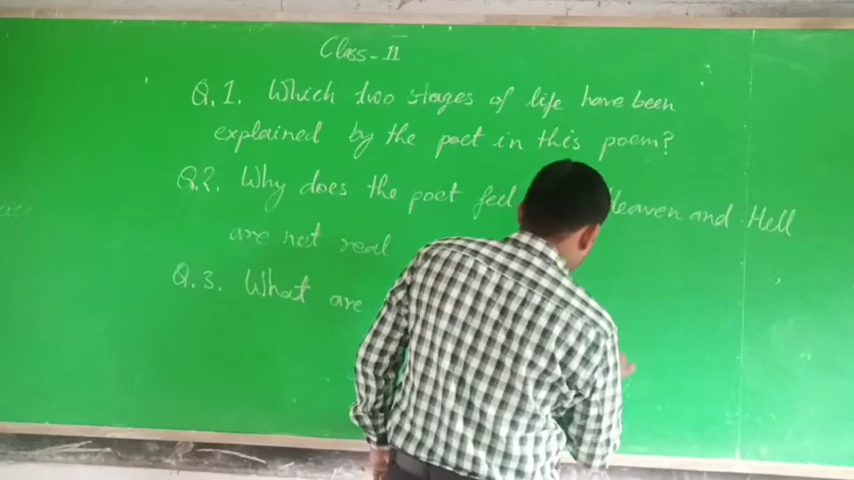 Class-11
Q.1. Which two stages of life have been
explained by the poet in this poem?
Q.2. Why does the poet feel Heaven and Hell
are not real
Q.3. What are